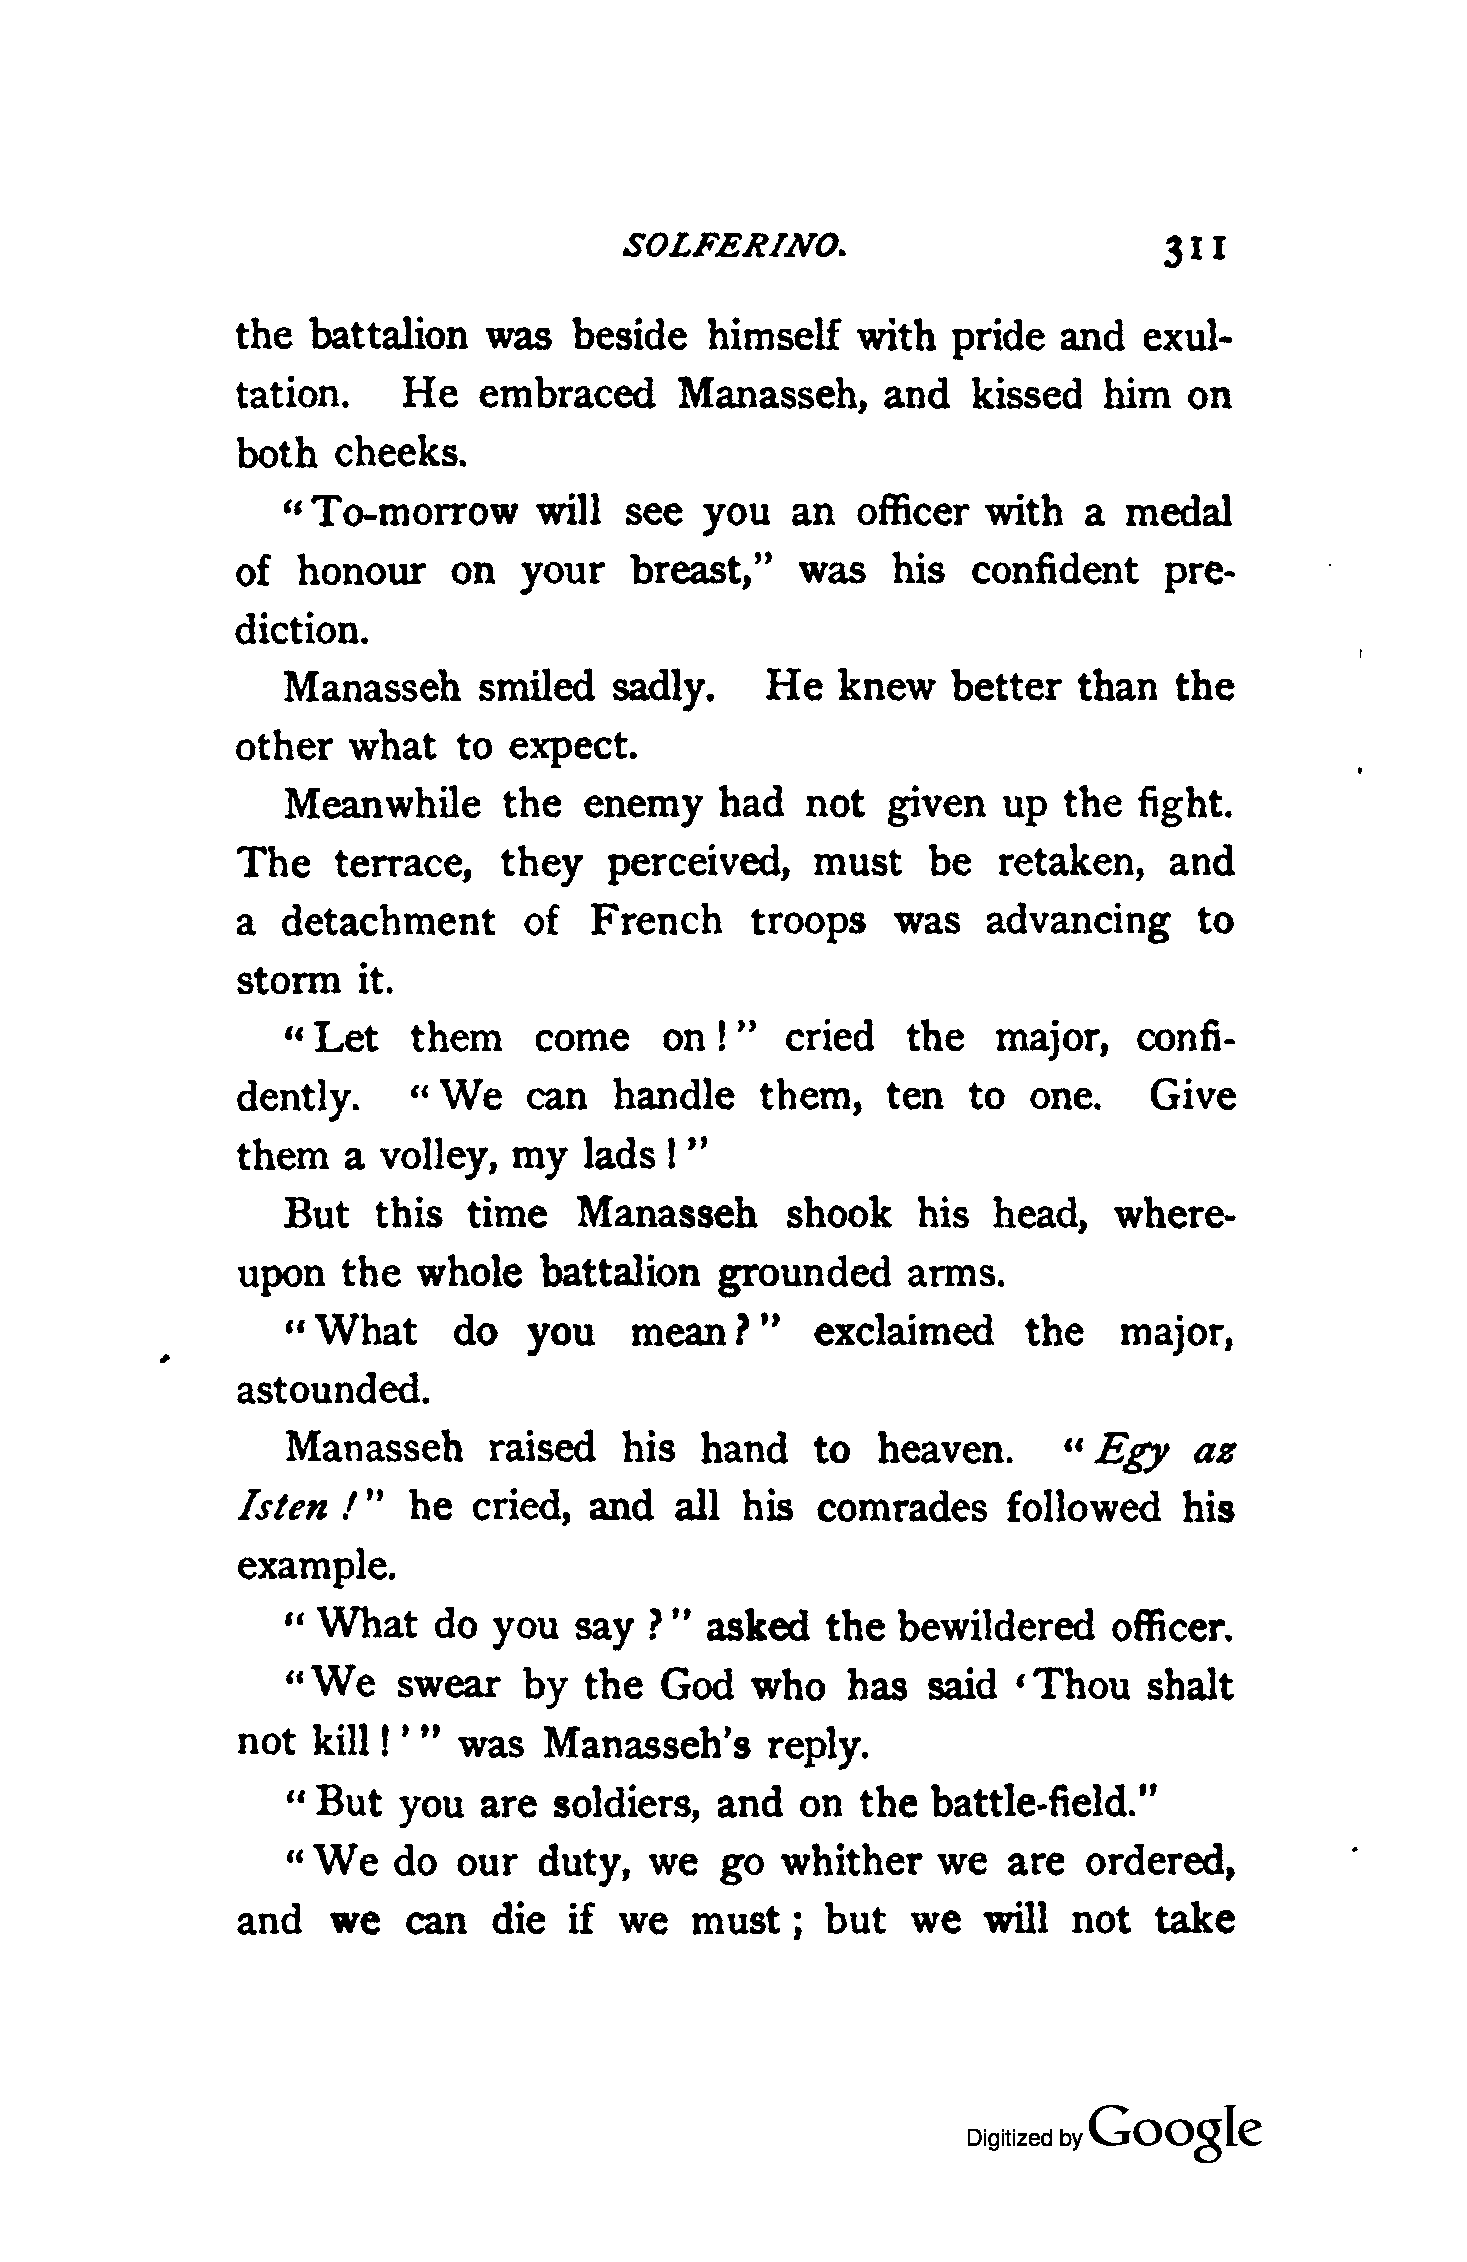 SOLFERINO. 311
the battalion was beside himself with pride and exul-
tation. He embraced Manasseh, and kissed him on
both cheeks.
“To-morrow will see you an officer with a medal
of honour on your breast,” was his confident pre-
diction.
Manasseh smiled sadly. He knew better than the
other what to expect.
Meanwhile the enemy had not given up the fight.
The terrace, they perceived, must be retaken, and
a detachment of French troops was advancing to
storm it.
“Let them come on!” cried the major, confi-
dently. “We can handle them, ten to one. Give
them a volley, my lads!”
But this time Manasseh shook his head, where-
upon the whole battalion grounded arms.
“What do you mean?” exclaimed the major,
astounded.
Manasseh raised his hand to heaven. “Egy az
Isten!” he cried, and all his comrades followed his
example.
“What do you say?” asked the bewildered officer.
“We swear by the God who has said ‘Thou shalt
not kill!’” was Manasseh's reply.
“But you are soldiers, and on the battle-field."
“We do our duty, we go whither we are ordered,
and we can die if we must; but we will not take
Digitized by Google